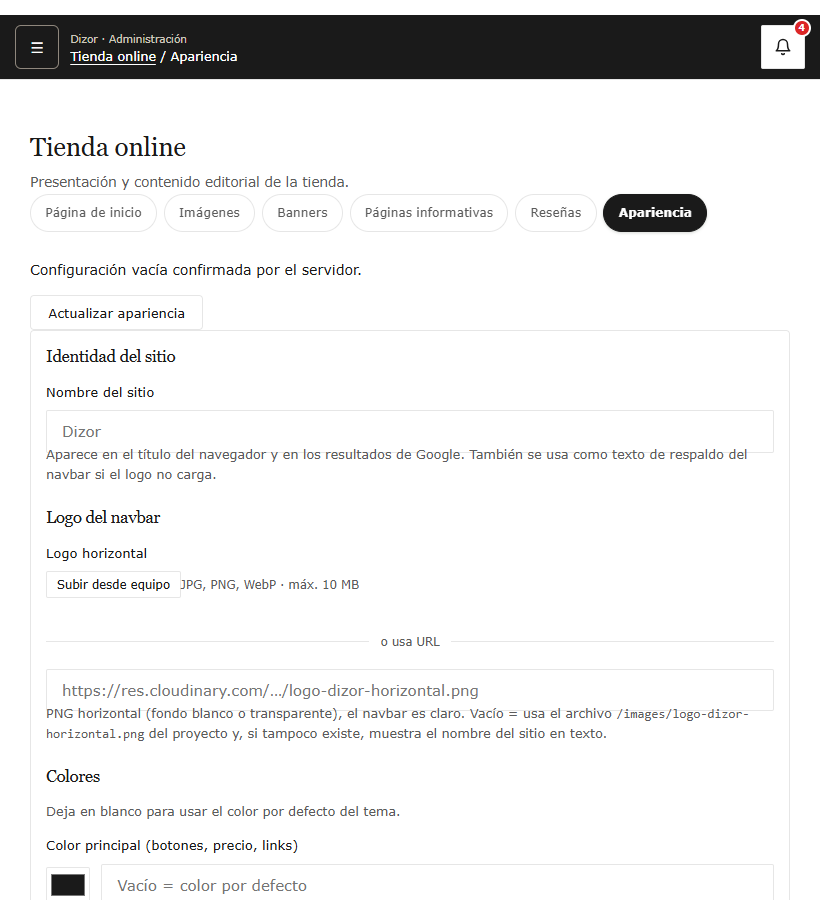 ☰
Dizor · Administración
Tienda online / Apariencia
4
Tienda online
Presentación y contenido editorial de la tienda.
Página de inicio
Imágenes
Banners
Páginas informativas
Reseñas
Apariencia
Configuración vacía confirmada por el servidor.
Actualizar apariencia
Identidad del sitio
Nombre del sitio
Dizor
Aparece en el título del navegador y en los resultados de Google. También se usa como texto de respaldo del
navbar si el logo no carga.
Logo del navbar
Logo horizontal
Subir desde equipo JPG, PNG, WebP · máx. 10 MB
o usa URL
https://res.cloudinary.com/.../logo-dizor-horizontal.png
PNG horizontal (fondo blanco o transparente), el navbar es claro. Vacío = usa el archivo /images/logo-dizor-
horizontal.png del proyecto y, si tampoco existe, muestra el nombre del sitio en texto.
Colores
Deja en blanco para usar el color por defecto del tema.
Color principal (botones, precio, links)
Vacío = color por defecto